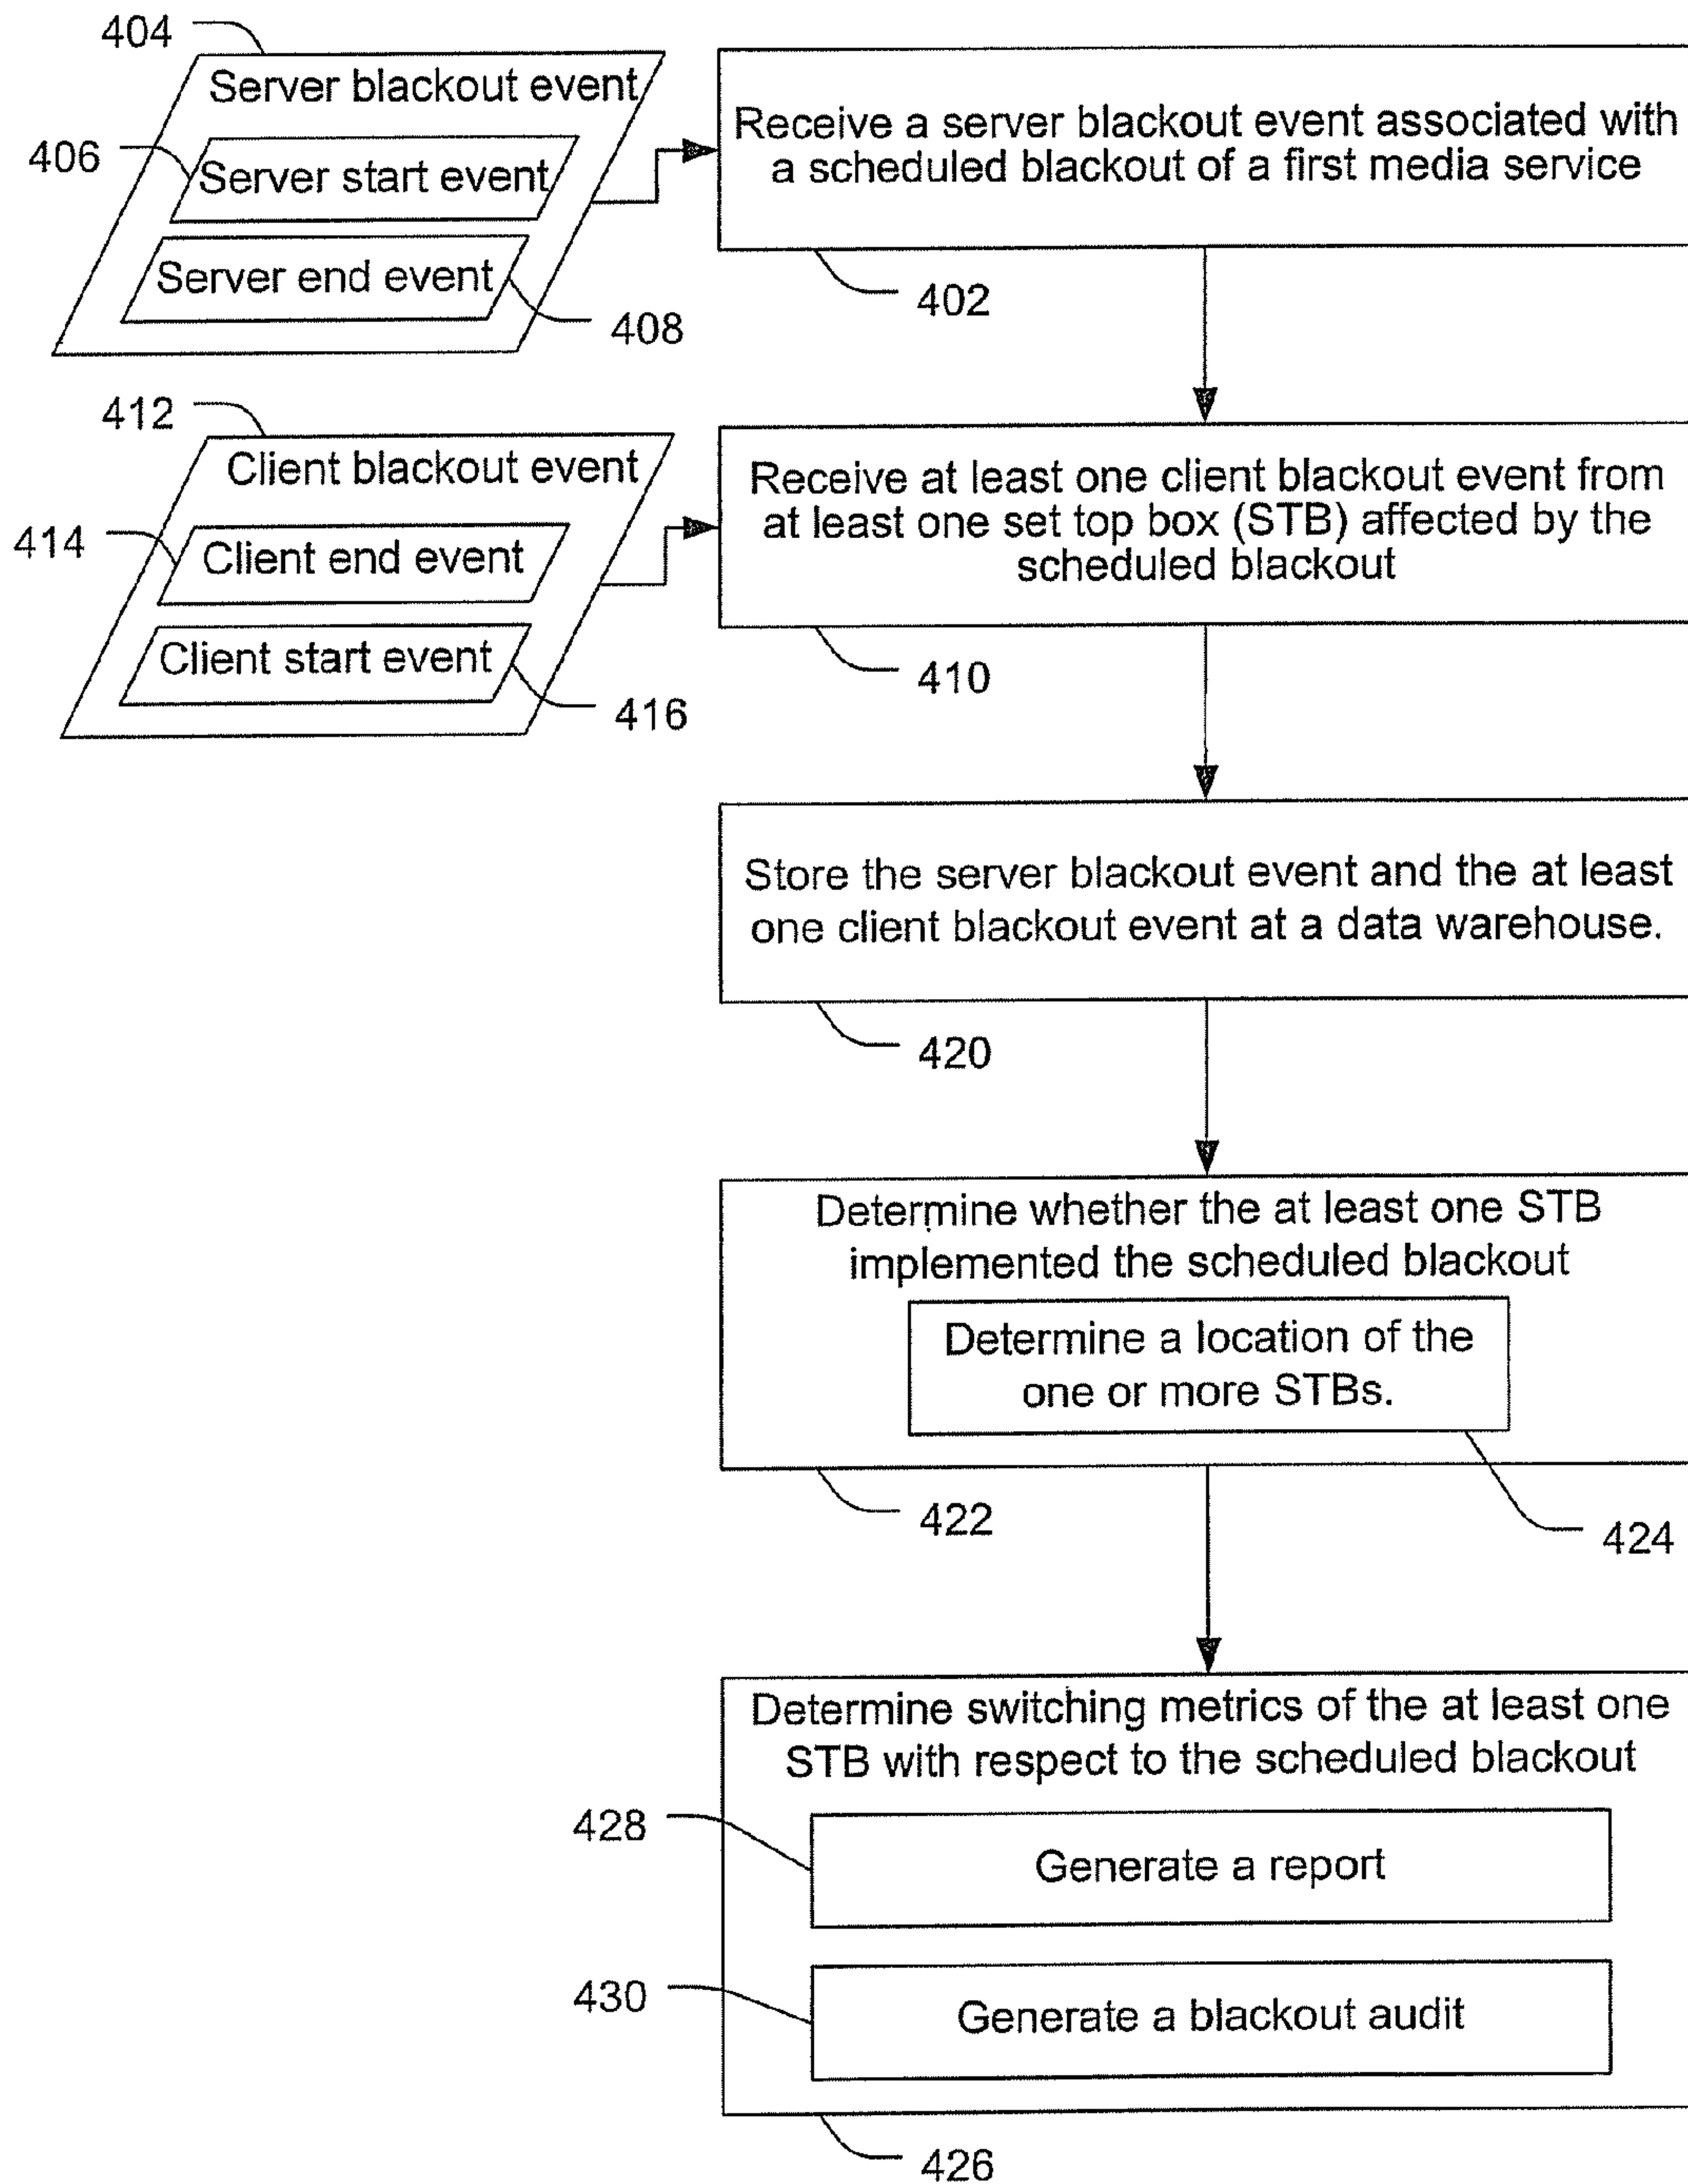 404
Server blackout event
406
Server start event
Server end event
408
Receive a server blackout event associated with
a scheduled blackout of a first media service
402
412
Client blackout event
414
Client end event
Client start event
416
Receive at least one client blackout event from
at least one set top box (STB) affected by the
scheduled blackout
410
Store the server blackout event and the at least
one client blackout event at a data warehouse.
420
Determine whether the at least one STB
implemented the scheduled blackout
Determine a location of the
one or more STBs.
422
424
Determine switching metrics of the at least one
STB with respect to the scheduled blackout
428
Generate a report
430
Generate a blackout audit
426